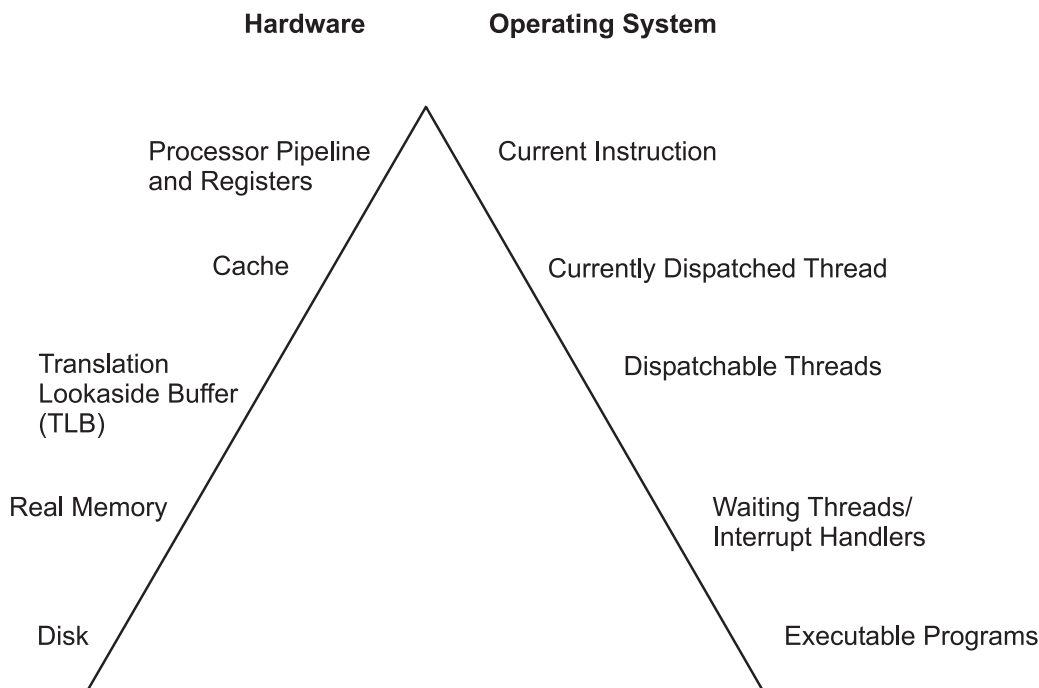 Hardware
Operating System
Processor Pipeline
and Registers
Current Instruction
Cache
Currently Dispatched Thread
Translation
Lookaside Buffer
(TLB)
Dispatchable Threads
Real Memory
Waiting Threads/
Interrupt Handlers
Disk
Executable Programs